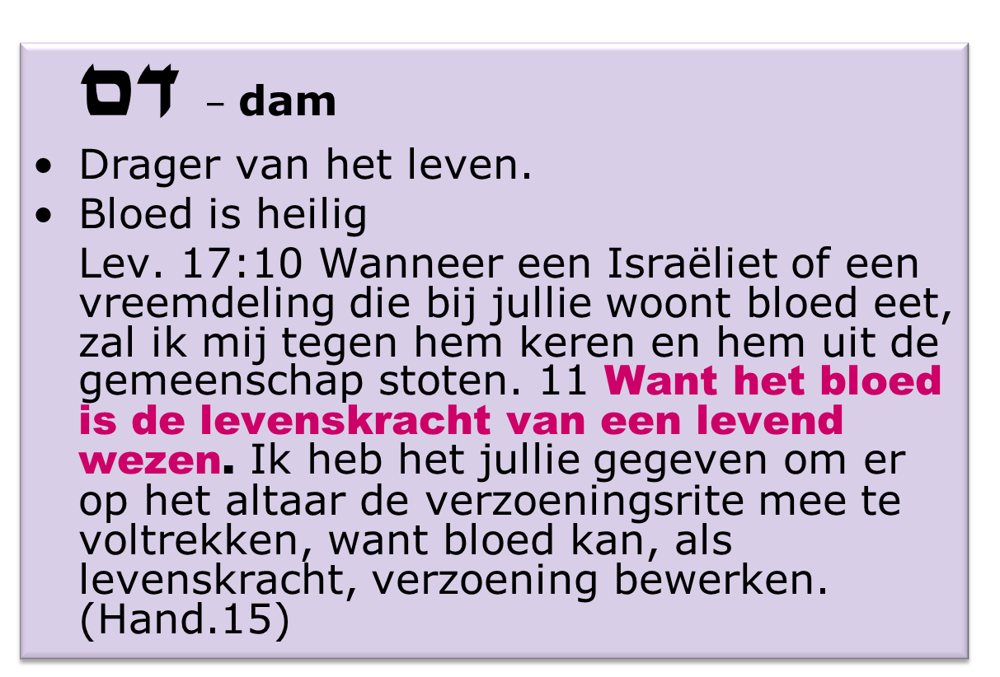 דם – dam
• Drager van het leven.
• Bloed is heilig
Lev. 17:10 Wanneer een Israëliet of een
vreemdeling die bij jullie woont bloed eet,
zal ik mij tegen hem keren en hem uit de
gemeenschap stoten. 11 Want het bloed
is de levenskracht van een levend
wezen. Ik heb het jullie gegeven om er
op het altaar de verzoeningsrite mee te
voltrekken, want bloed kan, als
levenskracht, verzoening bewerken.
(Hand.15)